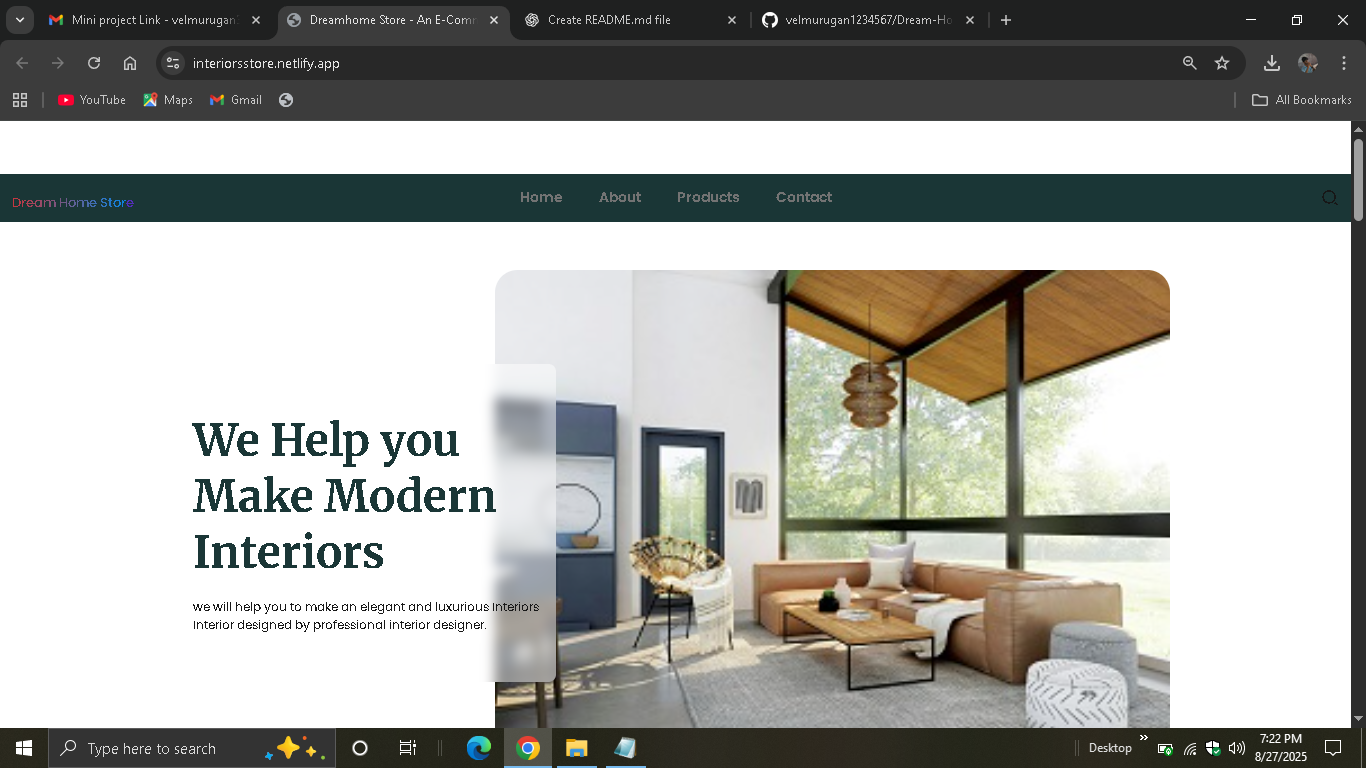 Mini project Link - velmurugan
Dreamhome Store - An E-Com
Create README.md file
velmurugan1234567/Dream-Ho
interiorsstore.netlify.app
YouTube
Maps
Gmail
All Bookmarks
Dream Home Store
Home
About
Products
Contact
We Help you
Make Modern
Interiors
we will help you to make an elegant and luxurious Interiors
Interior designed by professional interior designer.
Type here to search
Desktop
7:22 PM
8/27/2025